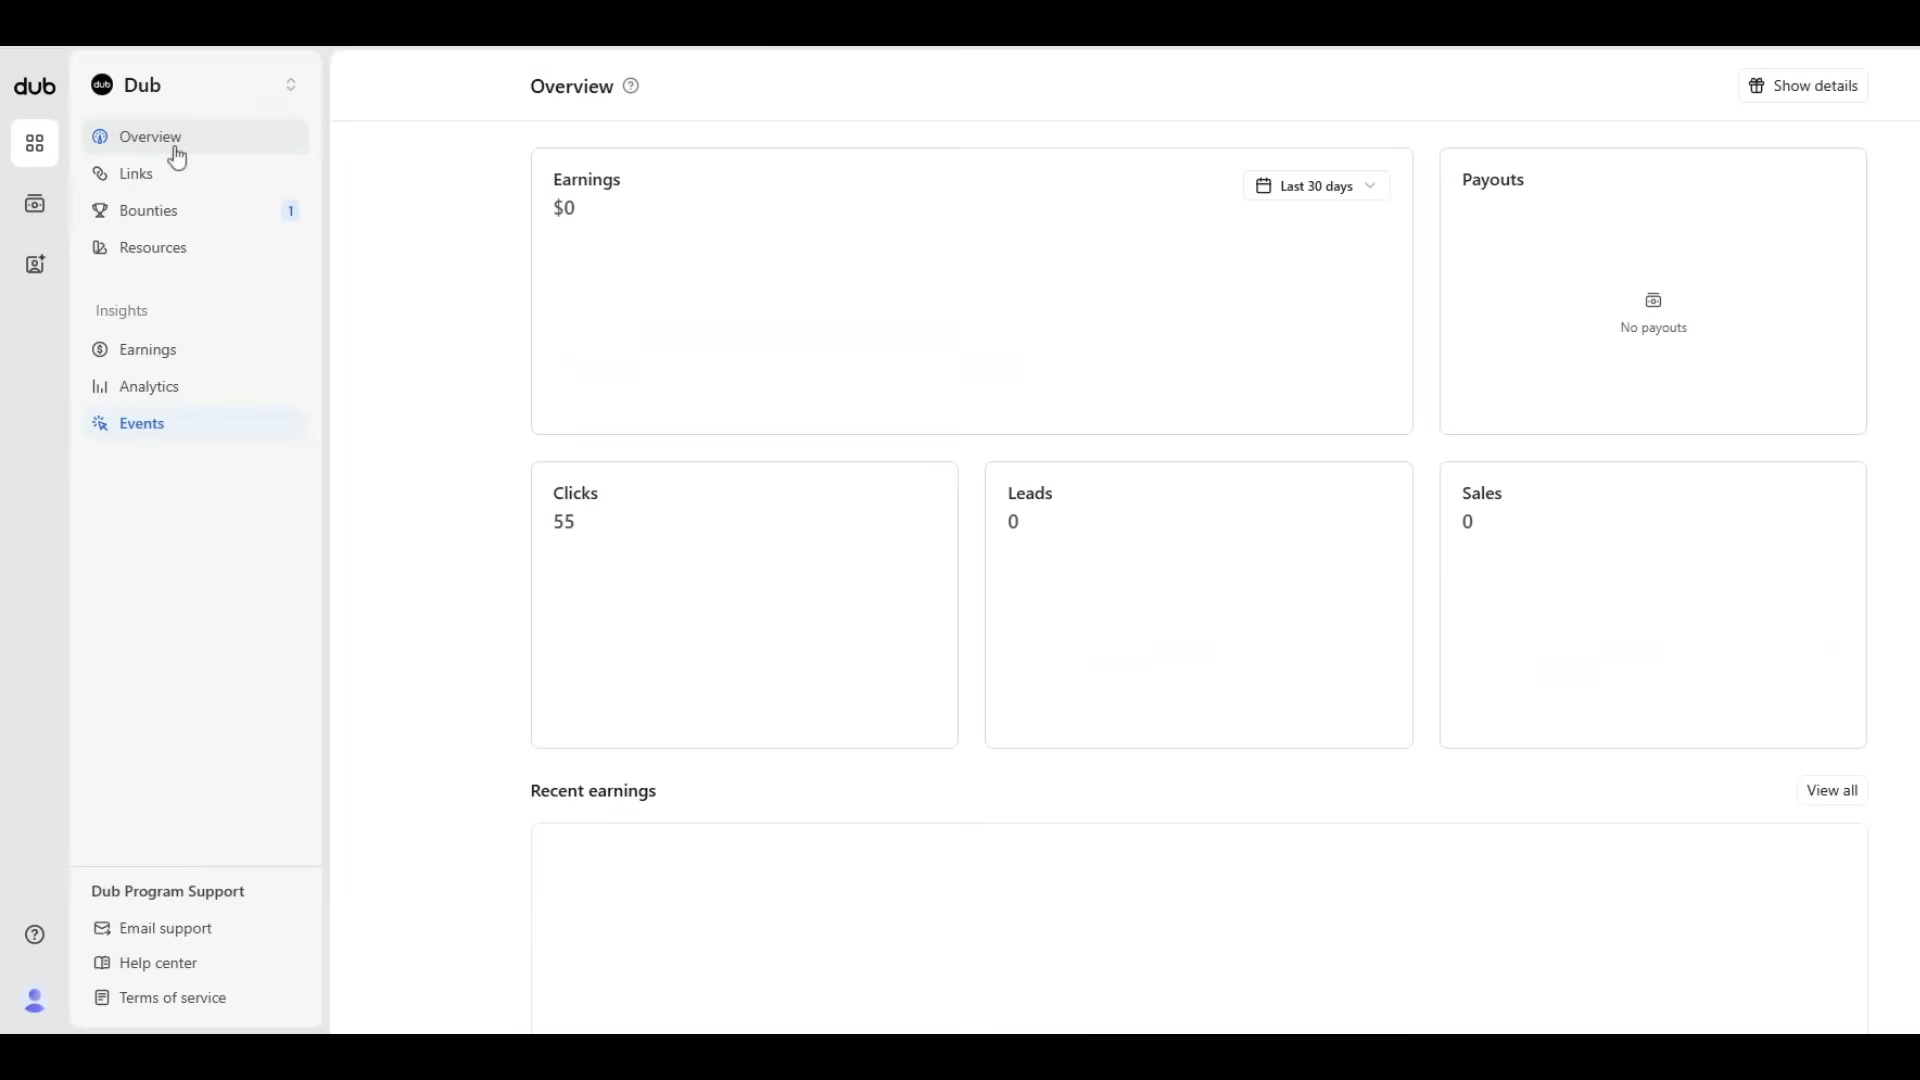 dub
dub Dub
Overview
Links
Bounties 1
Resources
Insights
Earnings
Analytics
Events
Dub Program Support
Email support
Help center
Terms of service
Overview
Show details
Earnings
$0
Last 30 days
Payouts
No payouts
Clicks
55
Leads
0
Sales
0
Recent earnings
View all